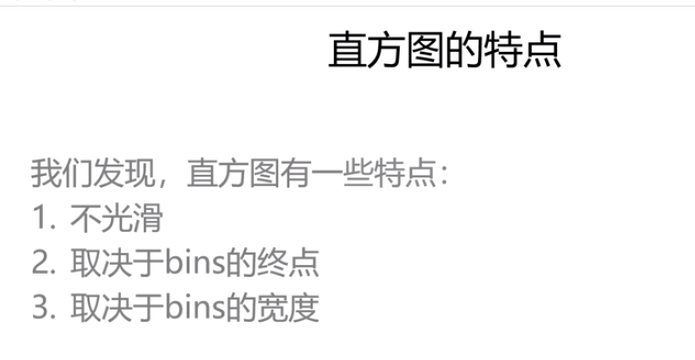 直方图的特点
我们发现，直方图有一些特点：
1. 不光滑
2. 取决于bins的终点
3. 取决于bins的宽度